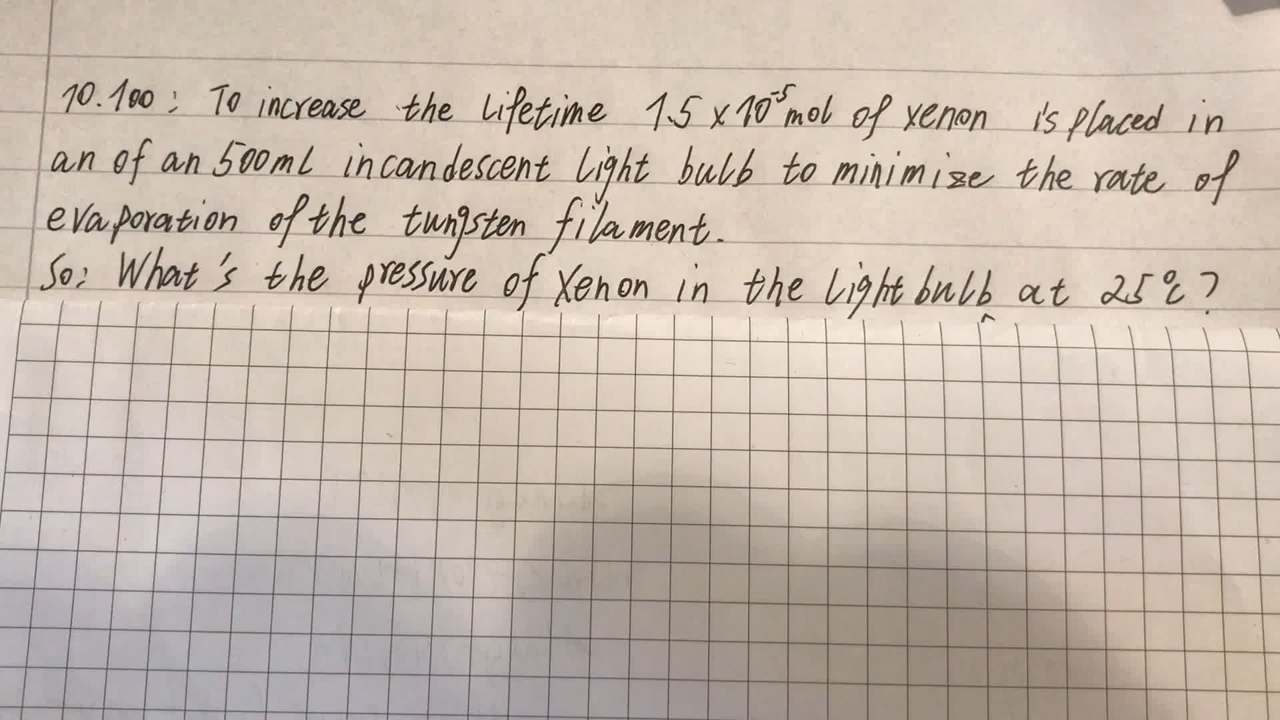 10.100: To increase the lifetime 1.5 x 10⁻⁵ mol of xenon is placed in
an of an 500mL incandescent light bulb to minimize the rate of
evaporation of the tungsten filament.
So: What's the pressure of Xenon in the light bulb at 25℃?